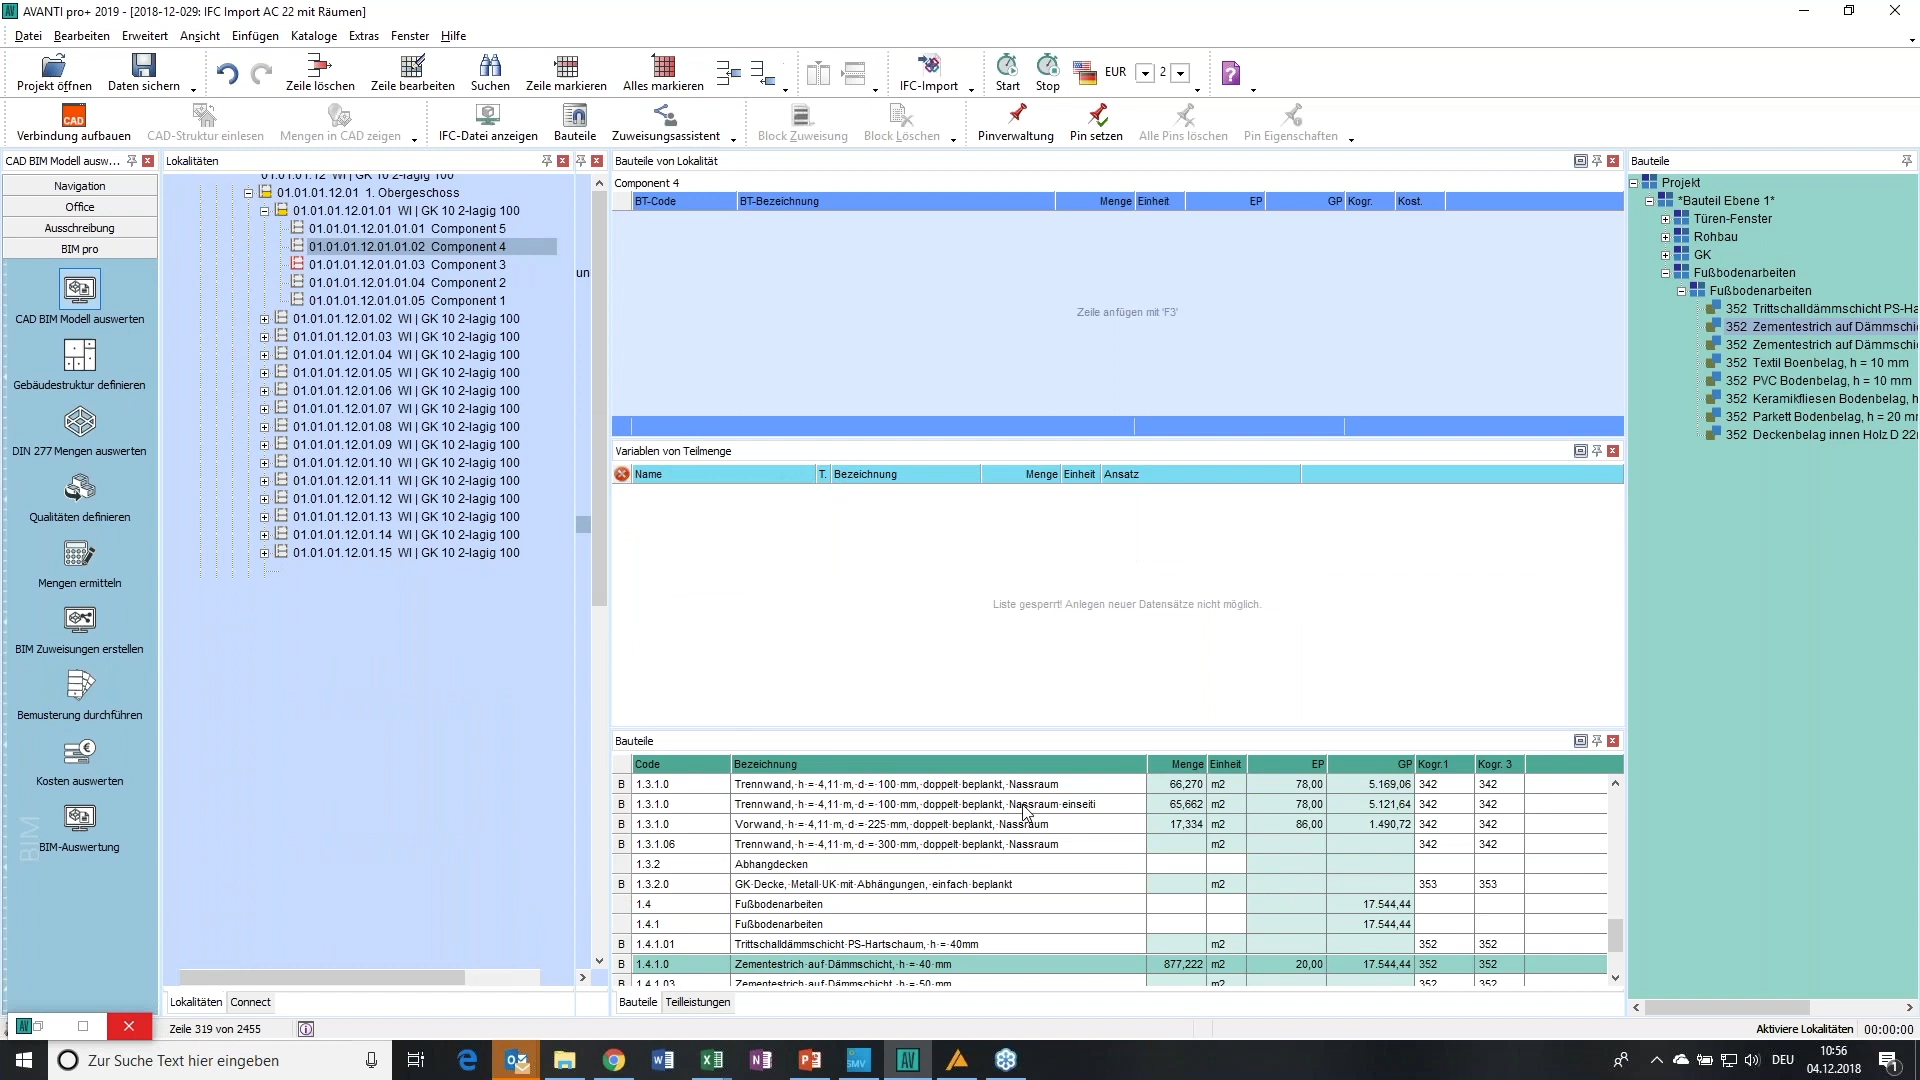 AVANTI pro+ 2019 - [2018-12-029: IFC Import AC 22 mit Räumen]
Datei Bearbeiten Erweitert Ansicht Einfügen Kataloge Extras Fenster Hilfe
Projekt öffnen Daten sichern Zeile löschen Zeile bearbeiten Suchen Zeile markieren Alles markieren IFC-Import Start Stop EUR 2
CAD
Verbindung aufbauen CAD-Struktur einlesen Mengen in CAD zeigen IFC-Datei anzeigen Bauteile Zuweisungsassistent Block Zuweisung Block Löschen Pinverwaltung Pin setzen Alle Pins löschen Pin Eigenschaften
CAD BIM Modell ausw...
Navigation
Office
Ausschreibung
BIM pro
CAD BIM Modell auswerten
Gebäudestruktur definieren
DIN 277 Mengen auswerten
Qualitäten definieren
Mengen ermitteln
BIM Zuweisungen erstellen
Bemusterung durchführen
Kosten auswerten
BIM-Auswertung
BIM
Lokalitäten
01.01.01.12 WI | GK 10 2-lagig 100
01.01.01.12.01 1. Obergeschoss
01.01.01.12.01.01 WI | GK 10 2-lagig 100
01.01.01.12.01.01.01 Component 5
01.01.01.12.01.01.02 Component 4
01.01.01.12.01.01.03 Component 3
01.01.01.12.01.01.04 Component 2
01.01.01.12.01.01.05 Component 1
01.01.01.12.01.02 WI | GK 10 2-lagig 100
01.01.01.12.01.03 WI | GK 10 2-lagig 100
01.01.01.12.01.04 WI | GK 10 2-lagig 100
01.01.01.12.01.05 WI | GK 10 2-lagig 100
01.01.01.12.01.06 WI | GK 10 2-lagig 100
01.01.01.12.01.07 WI | GK 10 2-lagig 100
01.01.01.12.01.08 WI | GK 10 2-lagig 100
01.01.01.12.01.09 WI | GK 10 2-lagig 100
01.01.01.12.01.10 WI | GK 10 2-lagig 100
01.01.01.12.01.11 WI | GK 10 2-lagig 100
01.01.01.12.01.12 WI | GK 10 2-lagig 100
01.01.01.12.01.13 WI | GK 10 2-lagig 100
01.01.01.12.01.14 WI | GK 10 2-lagig 100
01.01.01.12.01.15 WI | GK 10 2-lagig 100
un
Lokalitäten Connect
Bauteile von Lokalität
Component 4
BT-Code BT-Bezeichnung Menge Einheit EP GP Kogr. Kost.
Zeile anfügen mit 'F3'
Variablen von Teilmenge
Name T. Bezeichnung Menge Einheit Ansatz
Liste gesperrt! Anlegen neuer Datensätze nicht möglich.
Bauteile
Code Bezeichnung Menge Einheit EP GP Kogr.1 Kogr. 3
B 1.3.1.0 Trennwand, h = 4,11 m, d = 100 mm, doppelt beplankt, Nassraum 66,270 m2 78,00 5.169,06 342 342
B 1.3.1.0 Trennwand, h = 4,11 m, d = 100 mm, doppelt beplankt, Nassraum einseiti 65,662 m2 78,00 5.121,64 342 342
B 1.3.1.0 Vorwand, h = 4,11 m, d = 225 mm, doppelt beplankt, Nassraum 17,334 m2 86,00 1.490,72 342 342
B 1.3.1.06 Trennwand, h = 4,11 m, d = 300 mm, doppelt beplankt, Nassraum m2 342 342
1.3.2 Abhangdecken
B 1.3.2.0 GK Decke, Metall UK mit Abhängungen, einfach beplankt m2 353 353
1.4 Fußbodenarbeiten 17.544,44
1.4.1 Fußbodenarbeiten 17.544,44
B 1.4.1.01 Trittschalldämmschicht PS-Hartschaum, h = 40mm m2 352 352
B 1.4.1.0 Zementestrich auf Dämmschicht, h = 40 mm 877,222 m2 20,00 17.544,44 352 352
B 1.4.1.03 Zementestrich auf Dämmschicht h = 50 mm m2 352 352
Bauteile Teilleistungen
Bauteile
Projekt
*Bauteil Ebene 1*
Türen-Fenster
Rohbau
GK
Fußbodenarbeiten
Fußbodenarbeiten
352 Trittschalldämmschicht PS-Ha
352 Zementestrich auf Dämmschi
352 Zementestrich auf Dämmschi
352 Textil Boenbelag, h = 10 mm
352 PVC Bodenbelag, h = 10 mm
352 Keramikfliesen Bodenbelag, h
352 Parkett Bodenbelag, h = 20 mr
352 Deckenbelag innen Holz D 22
Zeile 319 von 2455 Aktiviere Lokalitäten 00:00:00
Zur Suche Text hier eingeben
SMV AV
DEU 10:56
04.12.2018
1